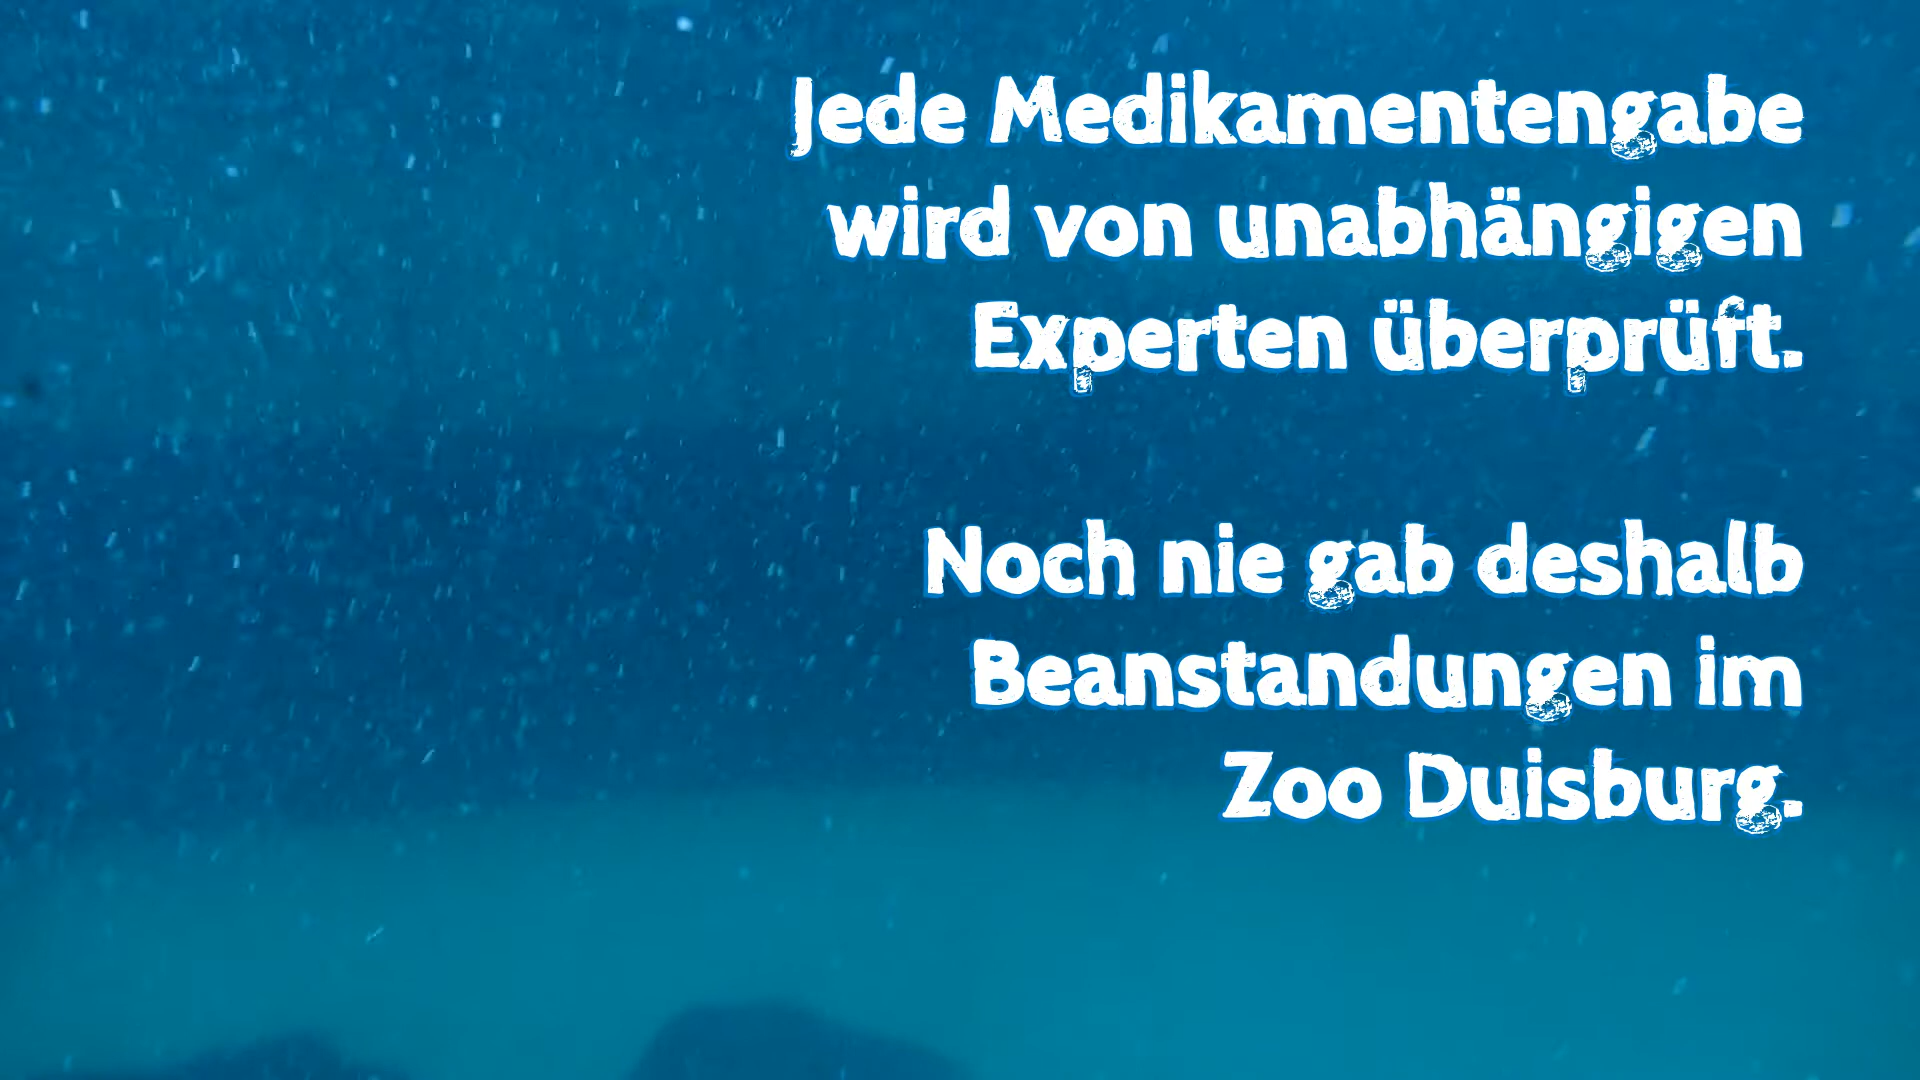 Jede Medikamentengabe
wird von unabhängigen
Experten überprüft.
Noch nie gab deshalb
Beanstandungen im
Zoo Duisburg.